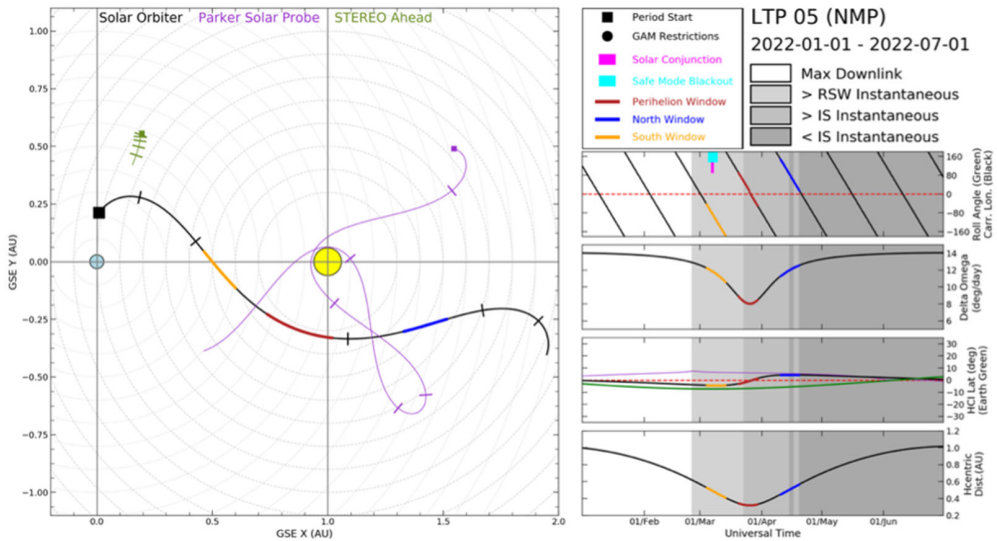 Solar Orbiter Parker Solar Probe STEREO Ahead
1.00
0.75
0.50
0.25
0.00
−0.25
−0.50
−0.75
−1.00
GSE Y (AU)
0.0 0.5 1.0 1.5 2.0
GSE X (AU)
Period Start
GAM Restrictions
Solar Conjunction
Safe Mode Blackout
Perihelion Window
North Window
South Window
LTP 05 (NMP)
2022-01-01 - 2022-07-01
Max Downlink
> RSW Instantaneous
> IS Instantaneous
< IS Instantaneous
160
80
0
−80
−160
Roll Angle (Green)
Carr. Lon. (Black)
14
12
10
8
6
Delta Omega
(deg/day)
30
20
10
0
−10
−20
−30
HCI Lat (deg)
(Earth Green)
1.2
1.0
0.8
0.6
0.4
0.2
Hcentric
Dist.(AU)
01/Feb 01/Mar 01/Apr 01/May 01/Jun
Universal Time